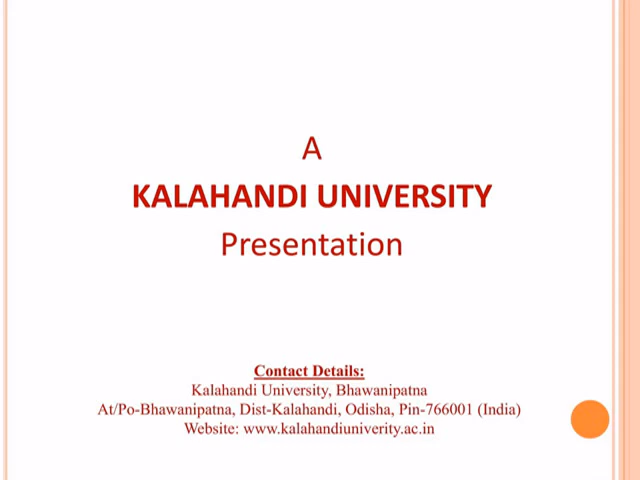 A
KALAHANDI UNIVERSITY
Presentation
Contact Details:
Kalahandi University, Bhawanipatna
At/Po-Bhawanipatna, Dist-Kalahandi, Odisha, Pin-766001 (India)
Website: www.kalahandiuniverity.ac.in